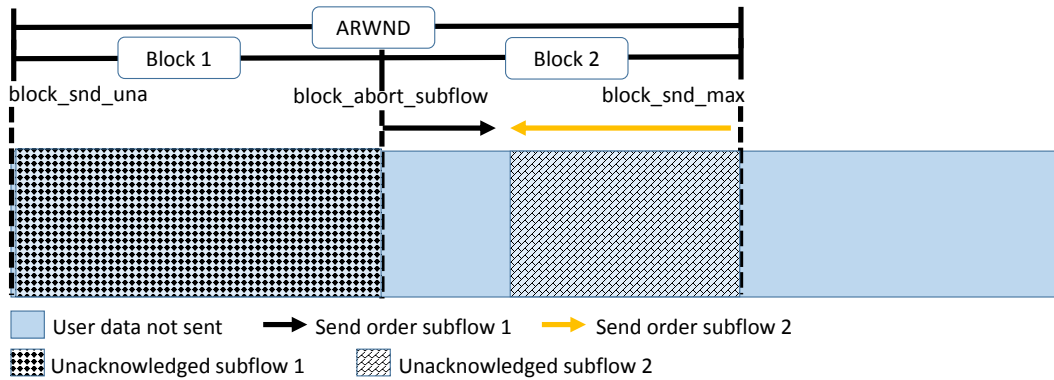 ARWND
Block 1
Block 2
block_snd_una
block_abort_subflow
block_snd_max
User data not sent
Send order subflow 1
Send order subflow 2
Unacknowledged subflow 1
Unacknowledged subflow 2